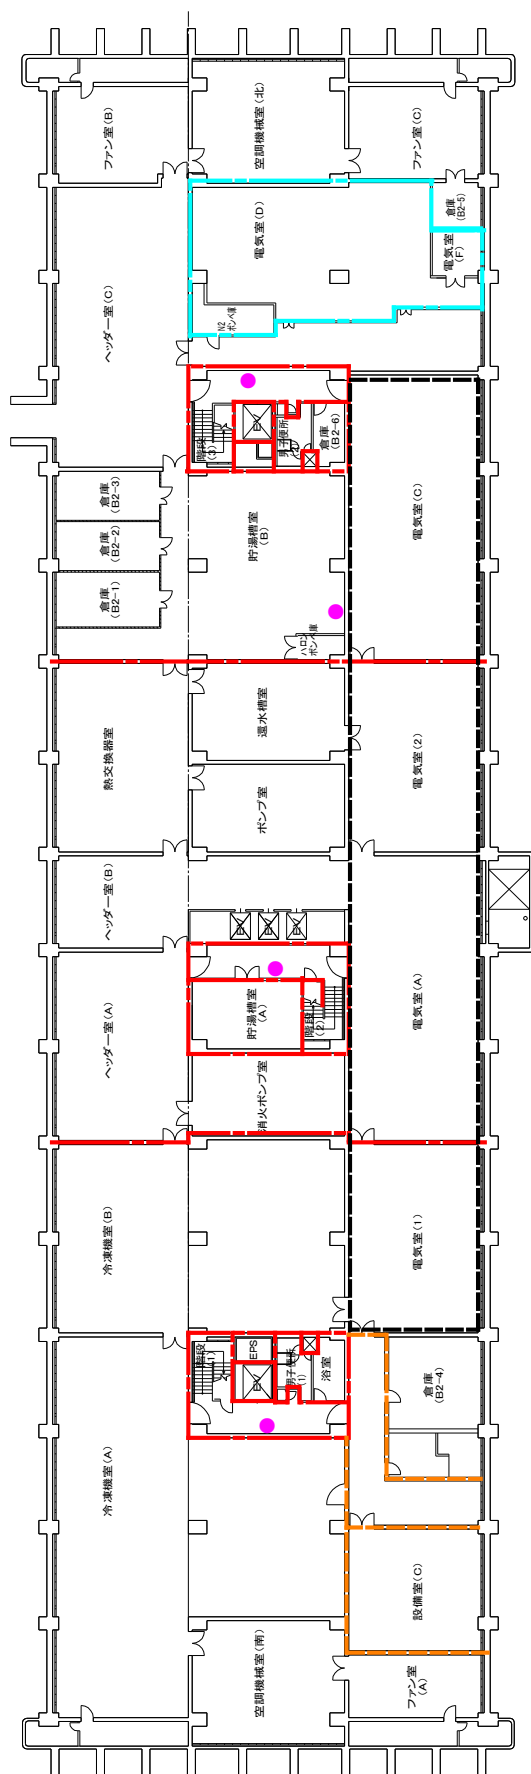 ファン室(B)
空調機械室(北)
ファン室(C)
ヘッダー室(C)
電気室(D)
倉庫
(B2-5)
電気室
(F)
N2
ボンベ庫
階段
(3)
EV
男子便所
(2)
倉庫
(B2-6)
倉庫
(B2-3)
倉庫
(B2-2)
倉庫
(B2-1)
貯湯槽室
(B)
ハロン
ボンベ庫
電気室(C)
熱交換器室
還水槽室
電気室(2)
ポンプ室
ヘッダー室(B)
EV
EV
EV
ヘッダー室(A)
貯湯槽室
(A)
階段
(2)
電気室(A)
消火ポンプ室
冷凍機室(B)
電気室(1)
階段
(1)
EPS
EV
男子便所
(1)
浴室
倉庫
(B2-4)
冷凍機室(A)
設備室(C)
空調機械室(南)
ファン室
(A)